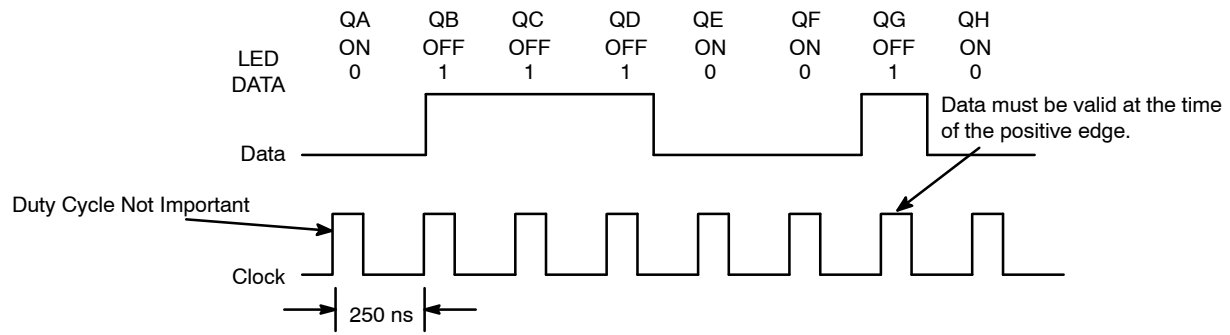 QA QB QC QD QE QF QG QH
ON OFF OFF OFF ON ON OFF ON
LED 0 1 1 1 0 0 1 0
DATA
Data must be valid at the time
of the positive edge.
Data
Duty Cycle Not Important
Clock
250 ns